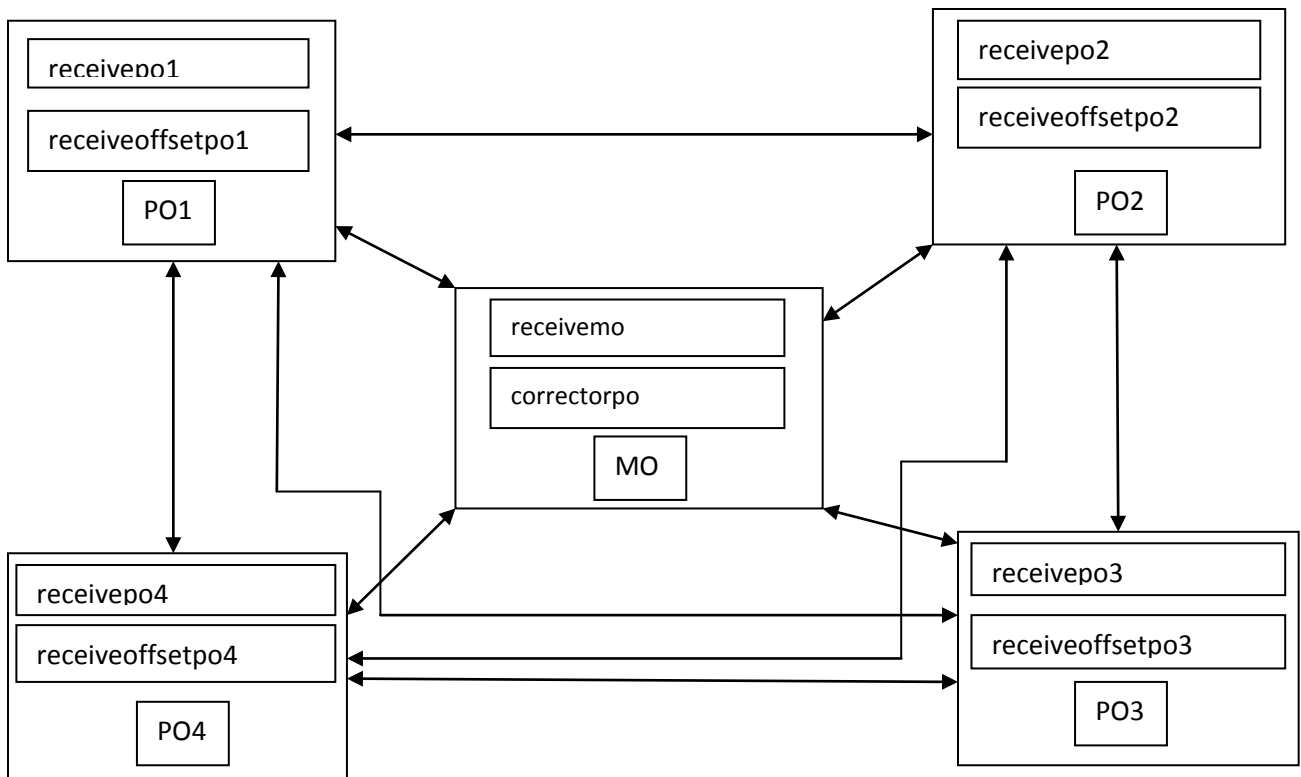 receivepo1
receiveoffsetpo1
PO1
receivepo2
receiveoffsetpo2
PO2
receivemo
correctorpo
MO
receivepo4
receiveoffsetpo4
PO4
receivepo3
receiveoffsetpo3
PO3